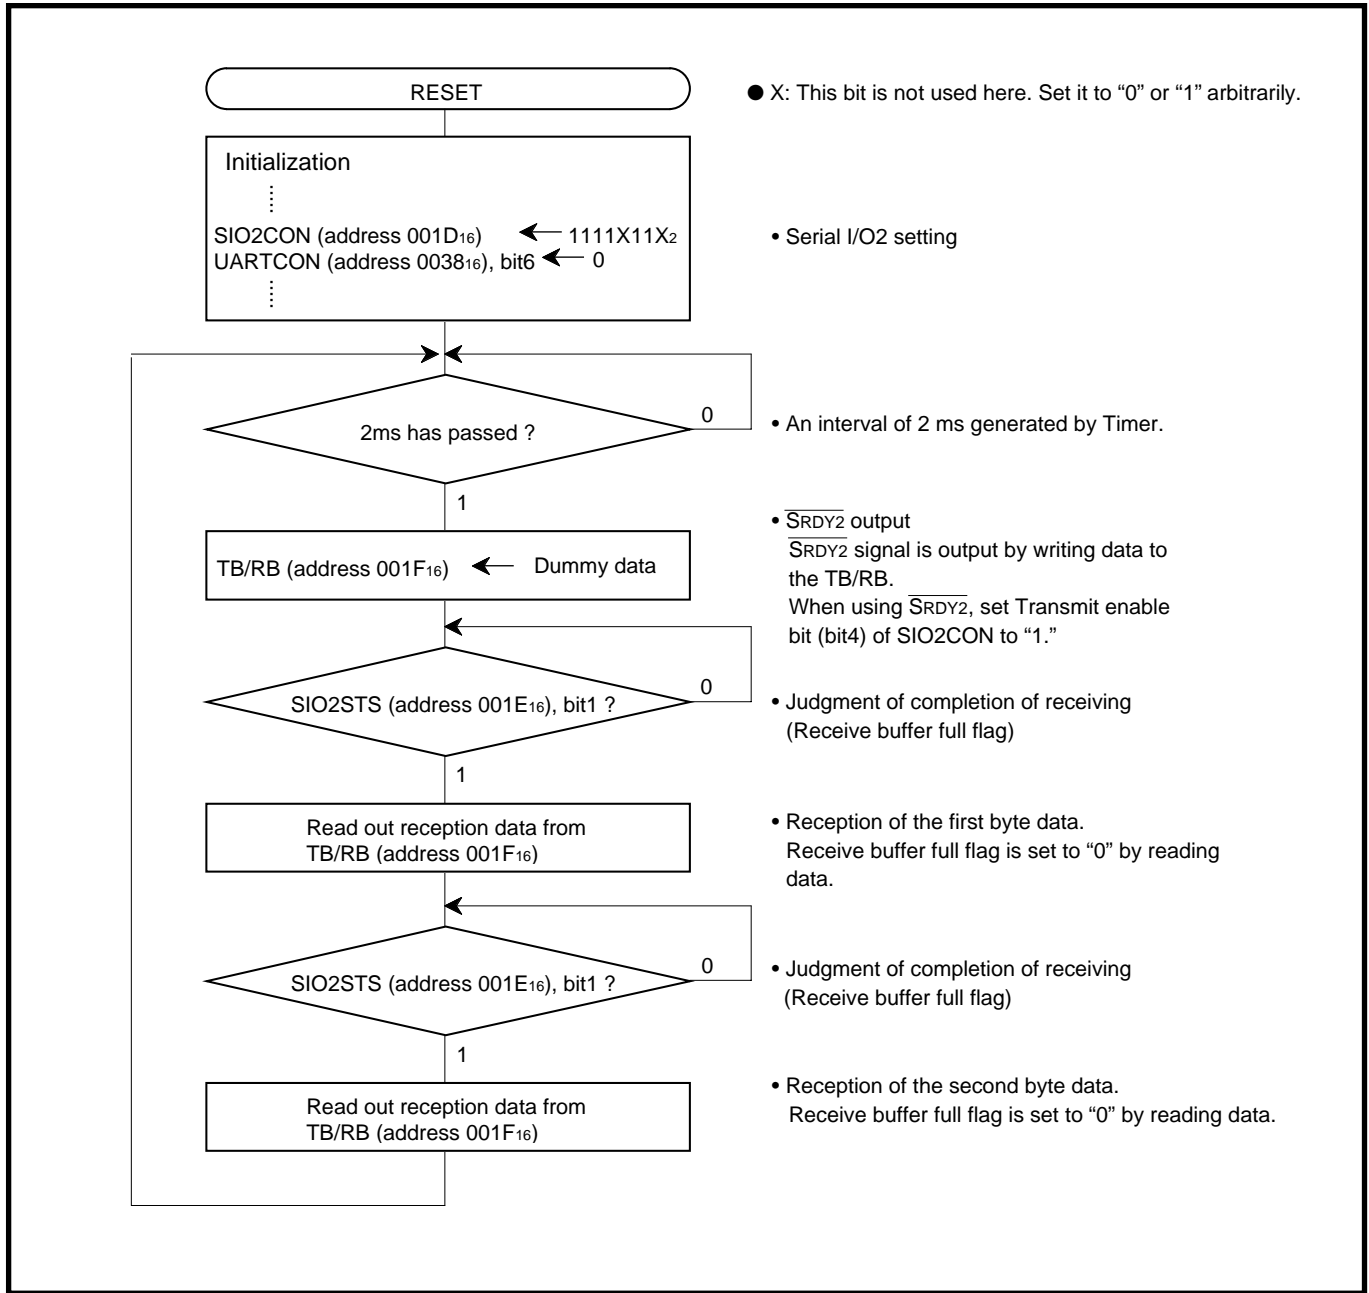 RESET
● X: This bit is not used here. Set it to “0” or “1” arbitrarily.
Initialization
SIO2CON (address 001D16) ← 1111X11X2
UARTCON (address 003816), bit6 ← 0
• Serial I/O2 setting
2ms has passed ?
0
• An interval of 2 ms generated by Timer.
1
TB/RB (address 001F16) ← Dummy data
• SRDY2 output
SRDY2 signal is output by writing data to
the TB/RB.
When using SRDY2, set Transmit enable
bit (bit4) of SIO2CON to “1.”
SIO2STS (address 001E16), bit1 ?
0
• Judgment of completion of receiving
(Receive buffer full flag)
1
Read out reception data from
TB/RB (address 001F16)
• Reception of the first byte data.
Receive buffer full flag is set to “0” by reading
data.
SIO2STS (address 001E16), bit1 ?
0
• Judgment of completion of receiving
(Receive buffer full flag)
1
Read out reception data from
TB/RB (address 001F16)
• Reception of the second byte data.
Receive buffer full flag is set to “0” by reading data.